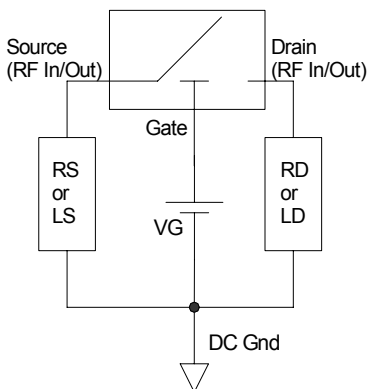 Source
(RF In/Out)
Drain
(RF In/Out)
Gate
RS
or
LS
RD
or
LD
VG
DC Gnd